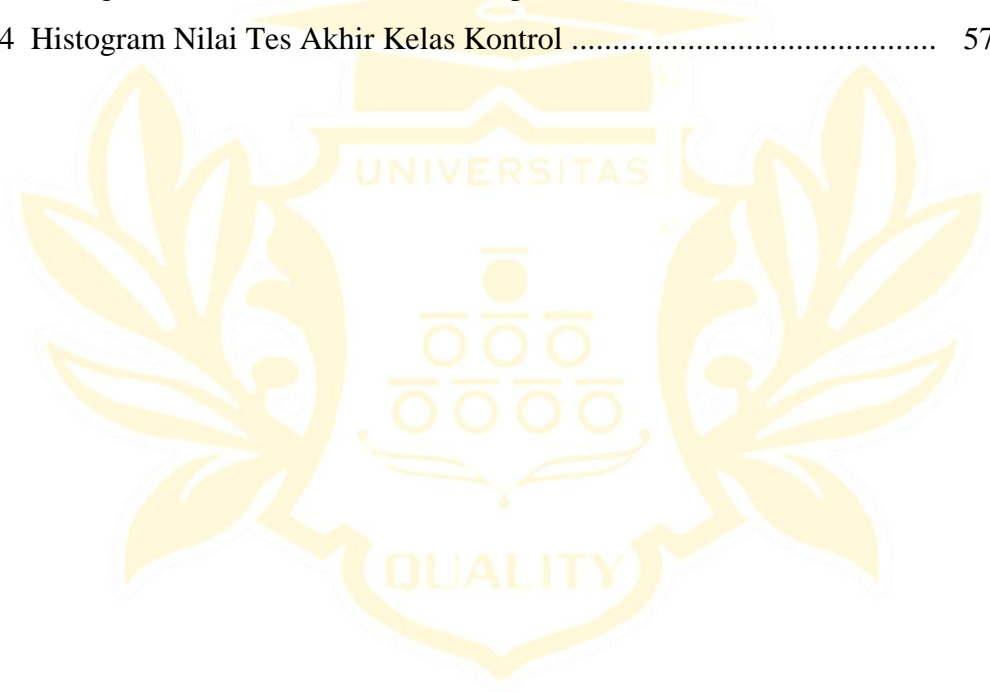 4 Histogram Nilai Tes Akhir Kelas Kontrol ............................................ 57
UNIVERSITAS
QUALITY